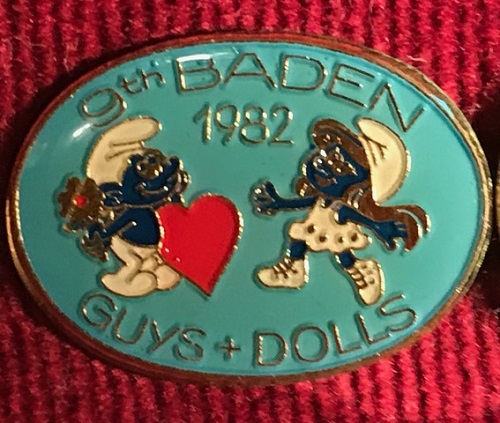 9th BADEN
1982
GUYS + DOLLS